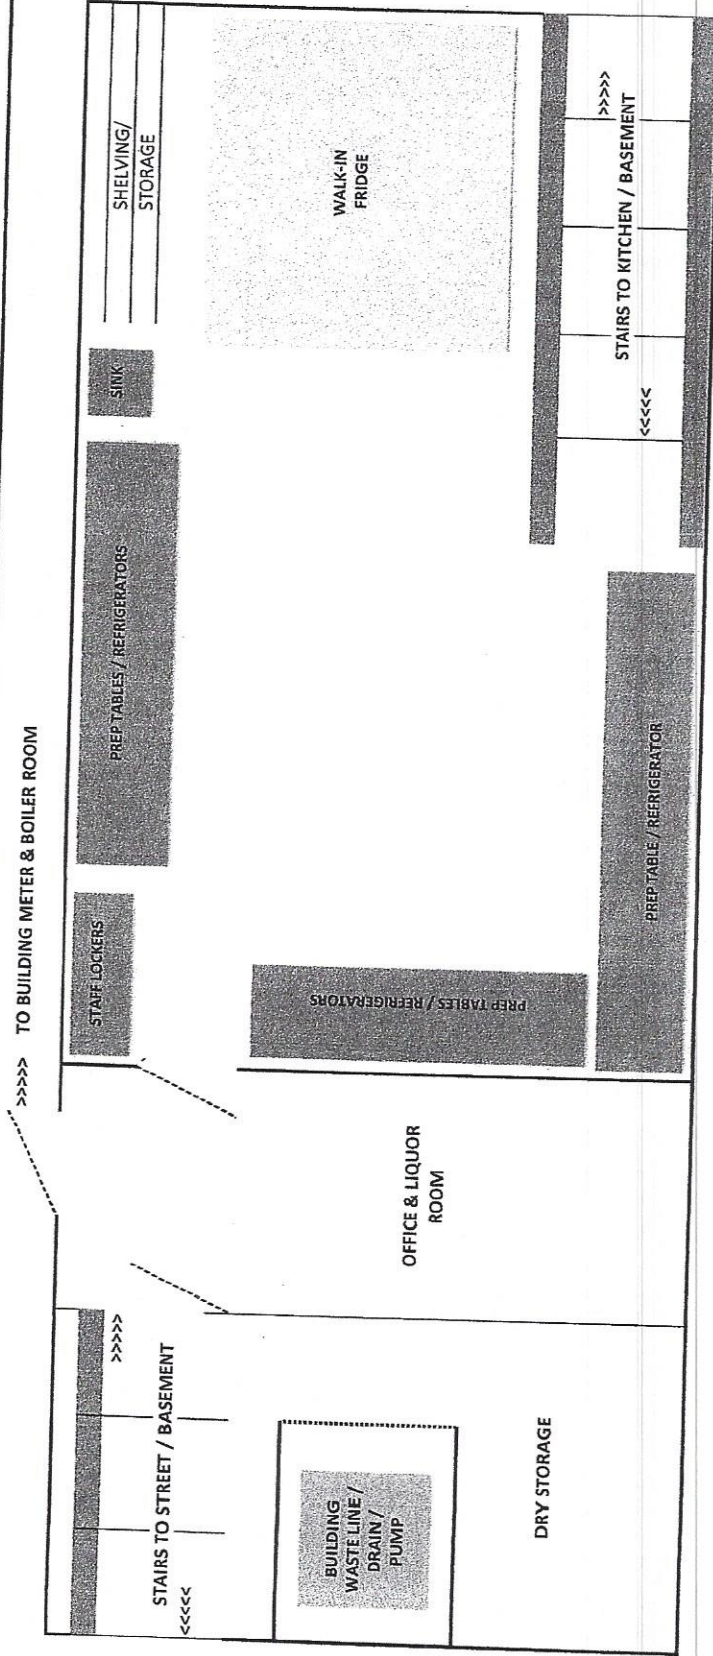 >>>>> TO BUILDING METER & BOILER ROOM
STAIRS TO STREET / BASEMENT
>>>>>
<<<<<
BUILDING
WASTE LINE /
DRAIN /
PUMP
DRY STORAGE
OFFICE & LIQUOR
ROOM
STAFF LOCKERS
PREP TABLES / REFRIGERATORS
SINK
SHELVING/
STORAGE
PREP TABLES / REFRIGERATORS
WALK-IN
FRIDGE
PREP TABLE / REFRIGERATOR
>>>>>
STAIRS TO KITCHEN / BASEMENT
<<<<<